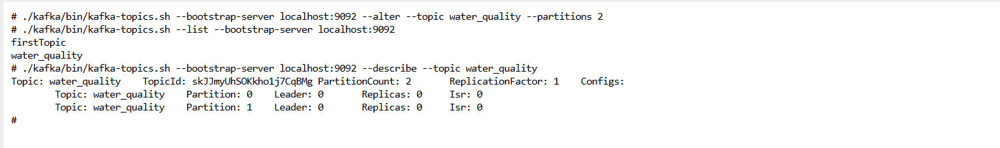 # ./kafka/bin/kafka-topics.sh --bootstrap-server localhost:9092 --alter --topic water_quality --partitions 2
# ./kafka/bin/kafka-topics.sh --list --bootstrap-server localhost:9092
firstTopic
water_quality
# ./kafka/bin/kafka-topics.sh --bootstrap-server localhost:9092 --describe --topic water_quality
Topic: water_quality TopicId: skJJmyUhSOKkho1j7CqBMg PartitionCount: 2 ReplicationFactor: 1 Configs:
Topic: water_quality Partition: 0 Leader: 0 Replicas: 0 Isr: 0
Topic: water_quality Partition: 1 Leader: 0 Replicas: 0 Isr: 0
#